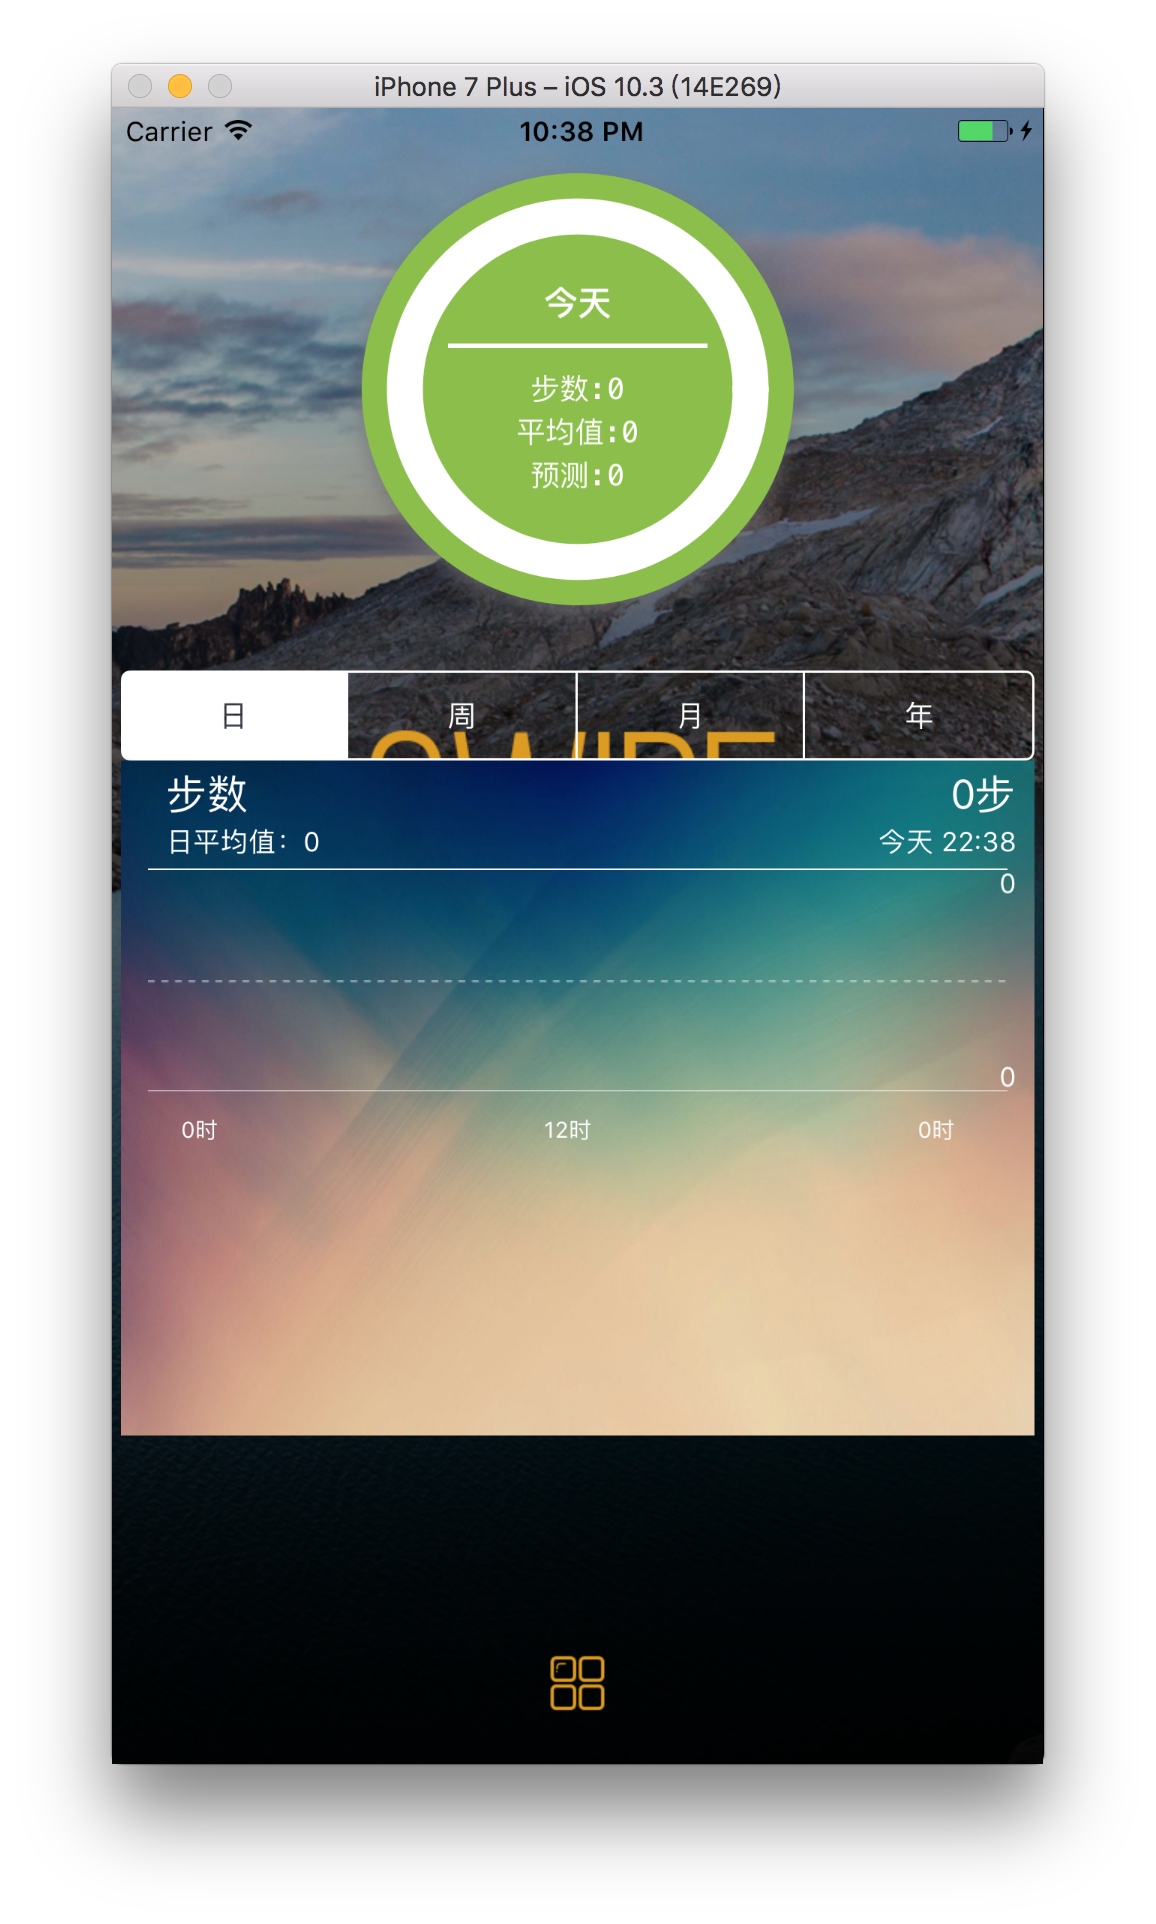 iPhone 7 Plus – iOS 10.3 (14E269)
Carrier 10:38 PM
今天
步数:0
平均值:0
预测:0
日 周 月 年
步数 0步
日平均值：0 今天 22:38
0
0
0时 12时 0时